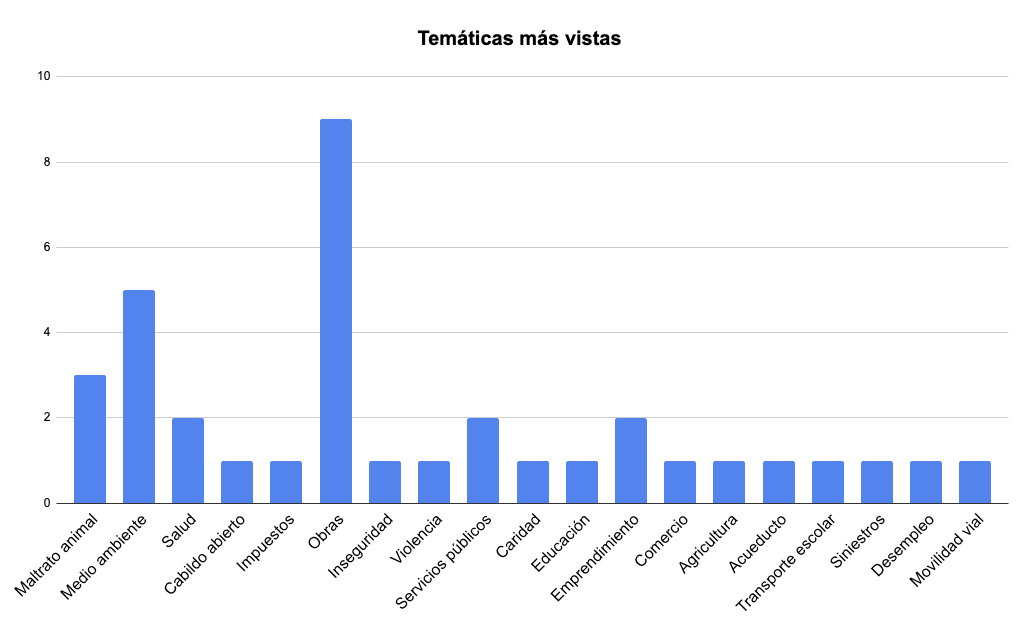 Temáticas más vistas
10
8
6
4
2
0
Maltrato animal
Medio ambiente
Salud
Cabildo abierto
Impuestos
Obras
Inseguridad
Violencia
Servicios públicos
Caridad
Educación
Emprendimiento
Comercio
Agricultura
Acueducto
Transporte escolar
Siniestros
Desempleo
Movilidad vial